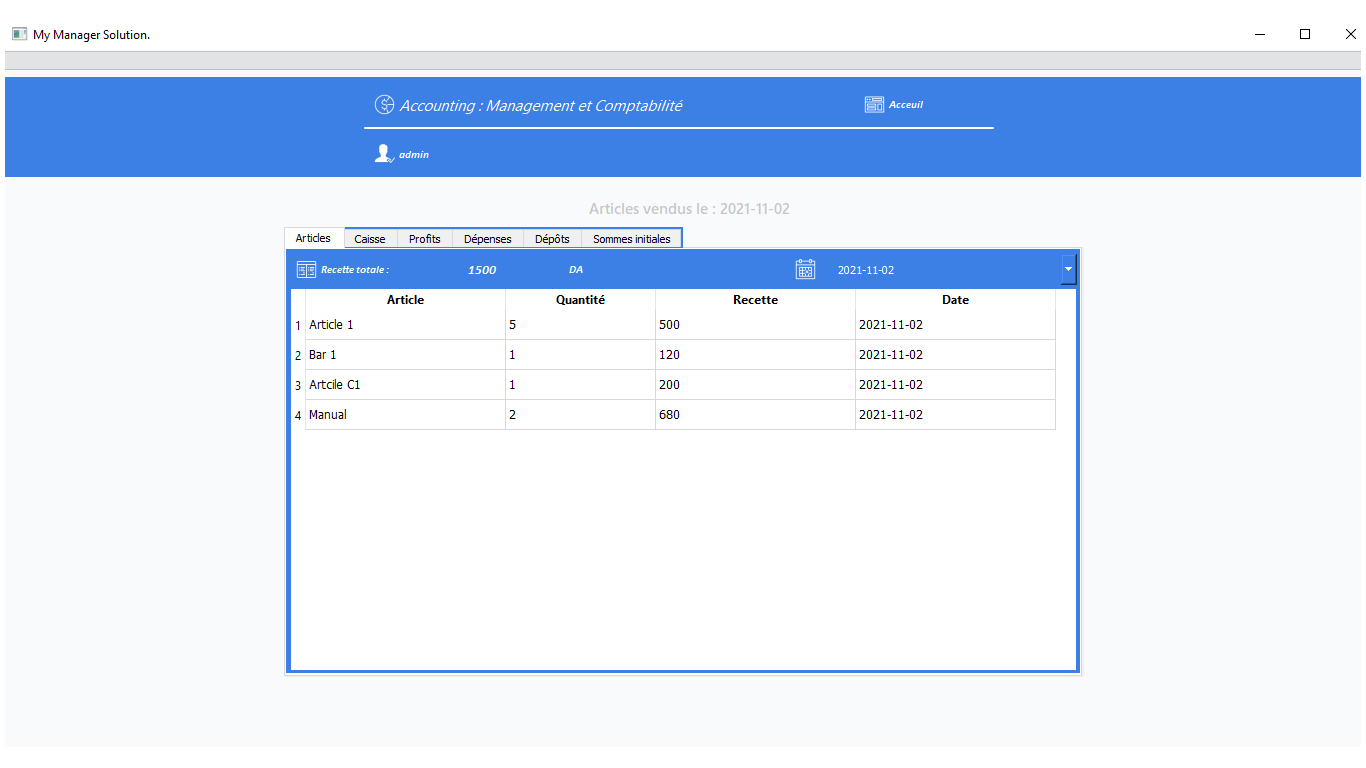 My Manager Solution.
Accounting : Management et Comptabilité Acceuil
admin
Articles vendus le : 2021-11-02
Articles Caisse Profits Dépenses Dépôts Sommes initiales
Recette totale : 1500 DA 2021-11-02
Article Quantité Recette Date
1 Article 1 5 500 2021-11-02
2 Bar 1 1 120 2021-11-02
3 Artcile C1 1 200 2021-11-02
4 Manual 2 680 2021-11-02